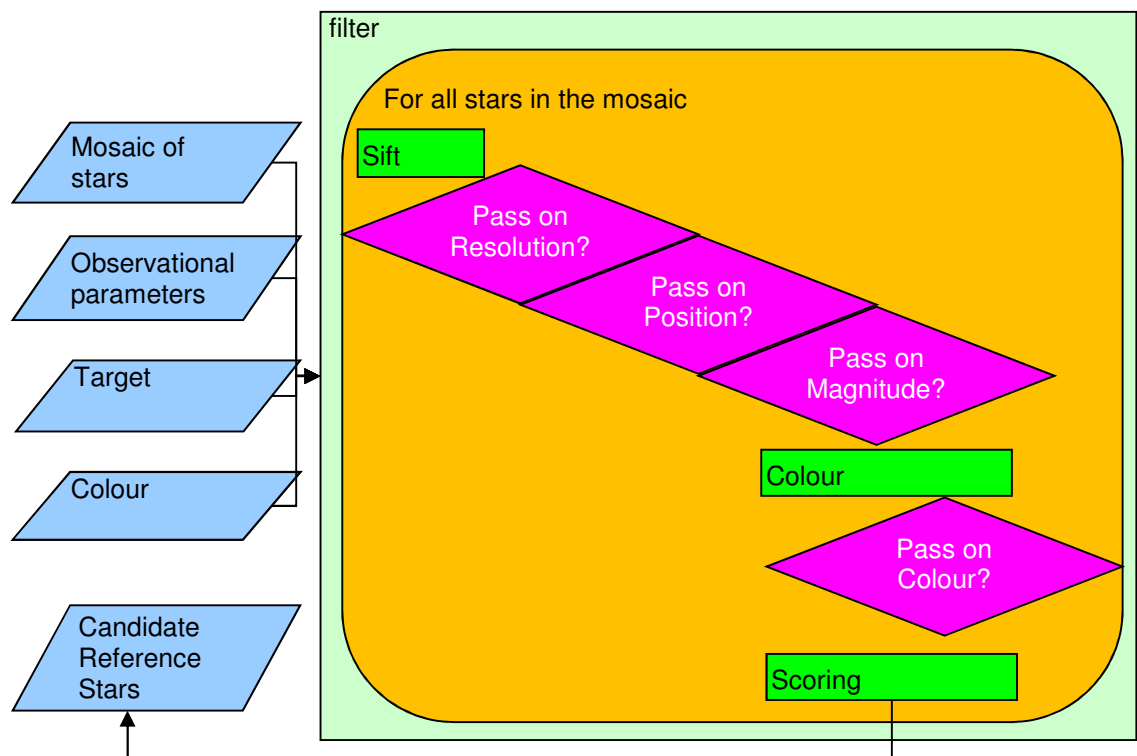 filter
For all stars in the mosaic
Mosaic of
stars
Sift
Pass on
Resolution?
Observational
parameters
Pass on
Position?
Target
Pass on
Magnitude?
Colour
Colour
Pass on
Colour?
Candidate
Reference
Stars
Scoring